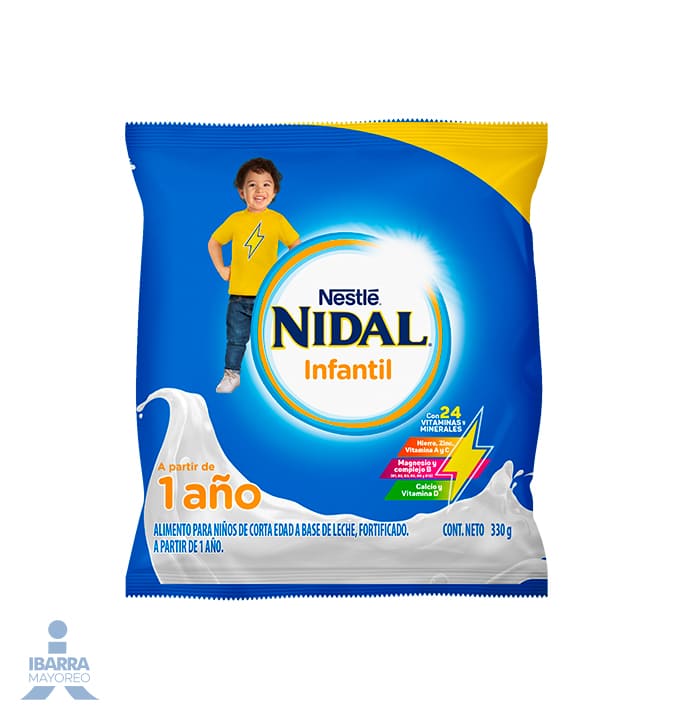 Nestlé
NIDAL
Infantil
Con 24
VITAMINAS y
MINERALES
Hierro, Zinc,
Vitamina A y C
Magnesio y
complejo B
Calcio y
Vitamina D
A partir de
1 año
ALIMENTO PARA NIÑOS DE CORTA EDAD A BASE DE LECHE, FORTIFICADO.
A PARTIR DE 1 AÑO.
CONT. NETO 330 g
IBARRA
MAYOREO